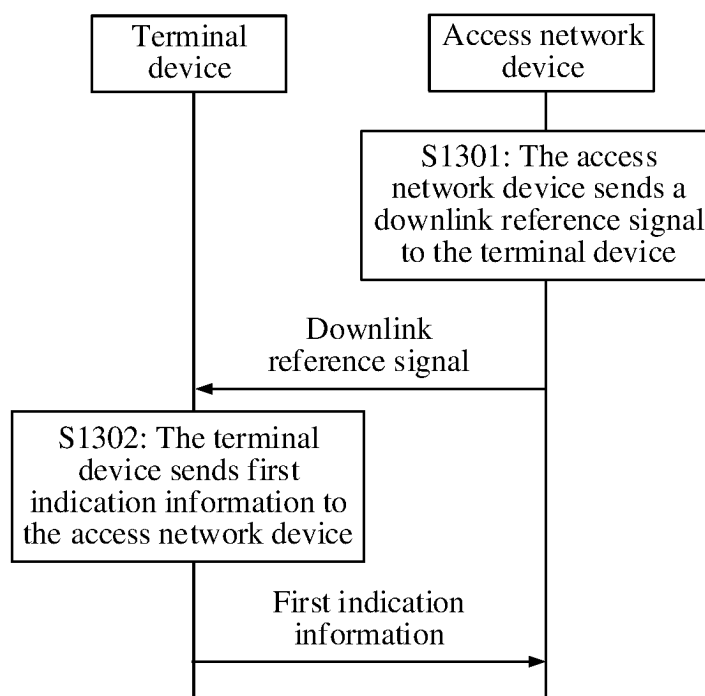 Terminal
device
Access network
device
S1301: The access
network device sends a
downlink reference signal
to the terminal device
Downlink
reference signal
S1302: The terminal
device sends first
indication information to
the access network device
First indication
information